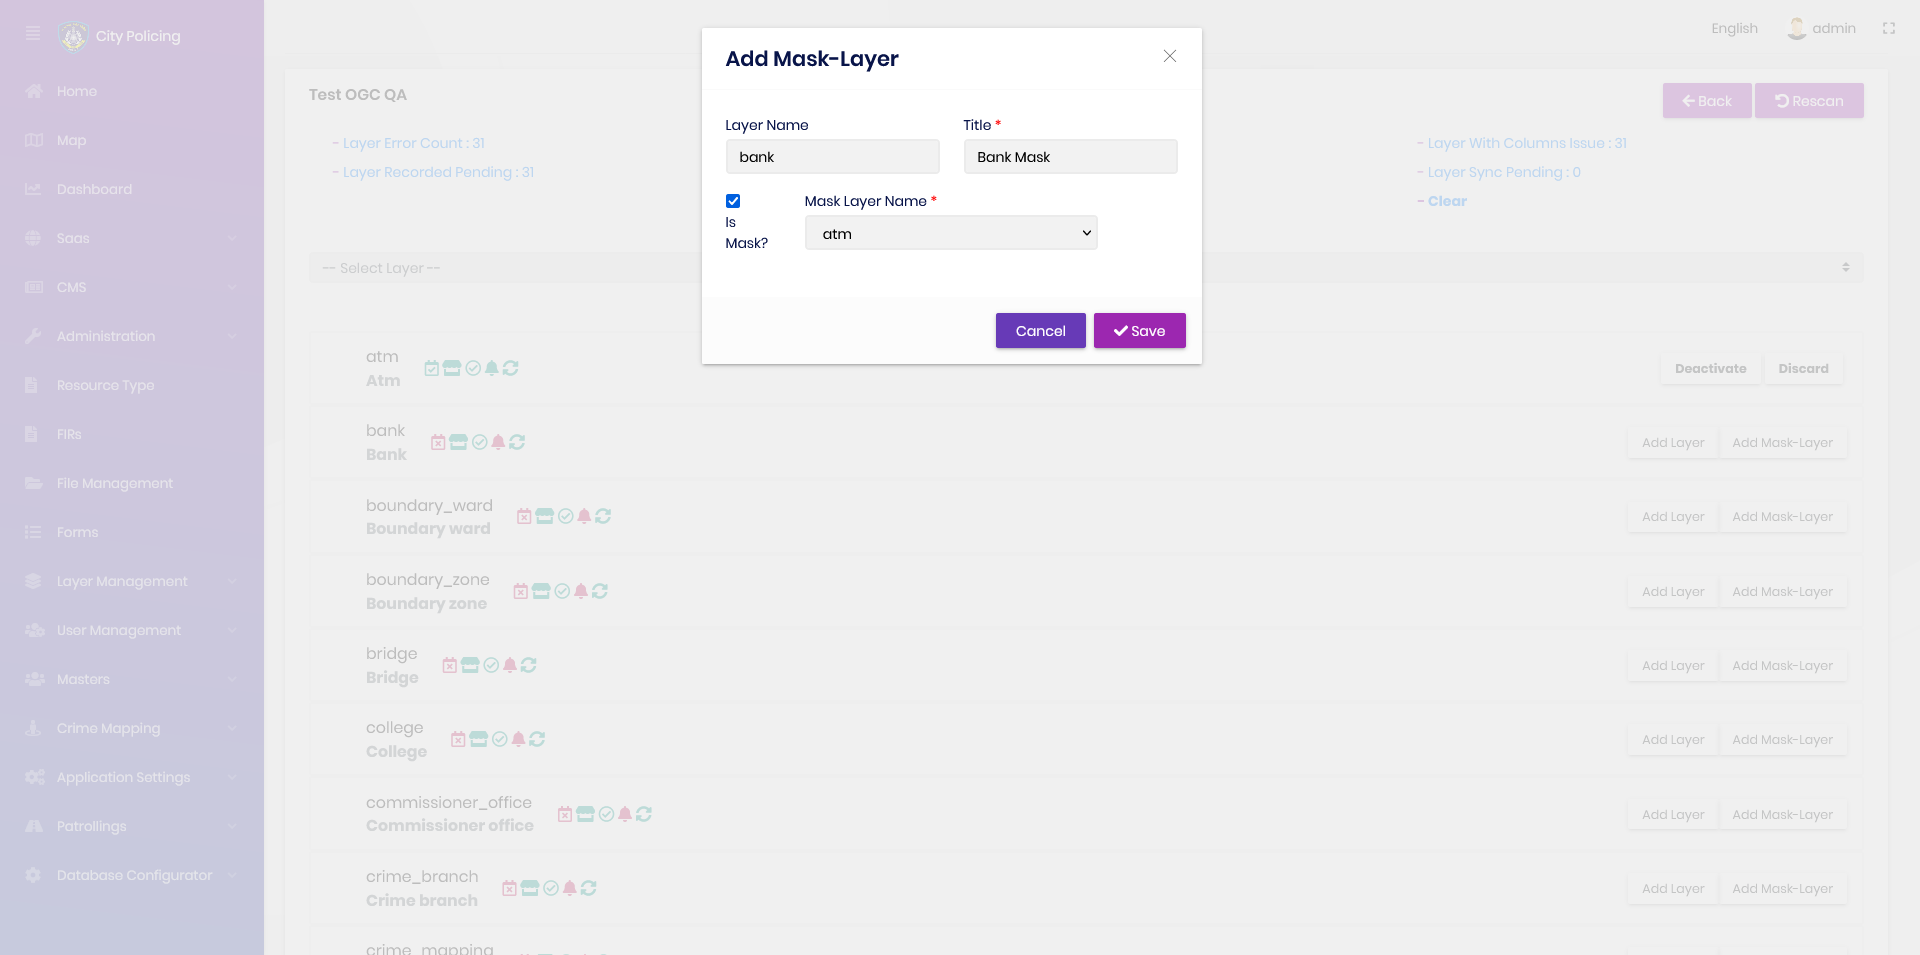 City Policing
English
admin
Home
Map
Dashboard
Saas
CMS
Administration
Resource Type
FIRs
File Management
Forms
Layer Management
User Management
Masters
Crime Mapping
Application Settings
Patrollings
Database Configurator
Add Mask-Layer
Layer Name
Title *
bank
Bank Mask
Is Mask?
Mask Layer Name *
atm
Cancel
Save
Test OGC QA
Back
Rescan
- Layer Error Count : 31
- Layer With Columns Issue : 31
- Layer Recorded Pending : 31
- Layer Sync Pending : 0
- Clear
-- Select Layer --
atm
Atm
Deactivate
Discard
bank
Bank
Add Layer
Add Mask-Layer
boundary_ward
Boundary ward
Add Layer
Add Mask-Layer
boundary_zone
Boundary zone
Add Layer
Add Mask-Layer
bridge
Bridge
Add Layer
Add Mask-Layer
college
College
Add Layer
Add Mask-Layer
commissioner_office
Commissioner office
Add Layer
Add Mask-Layer
crime_branch
Crime branch
Add Layer
Add Mask-Layer
crime_mapping